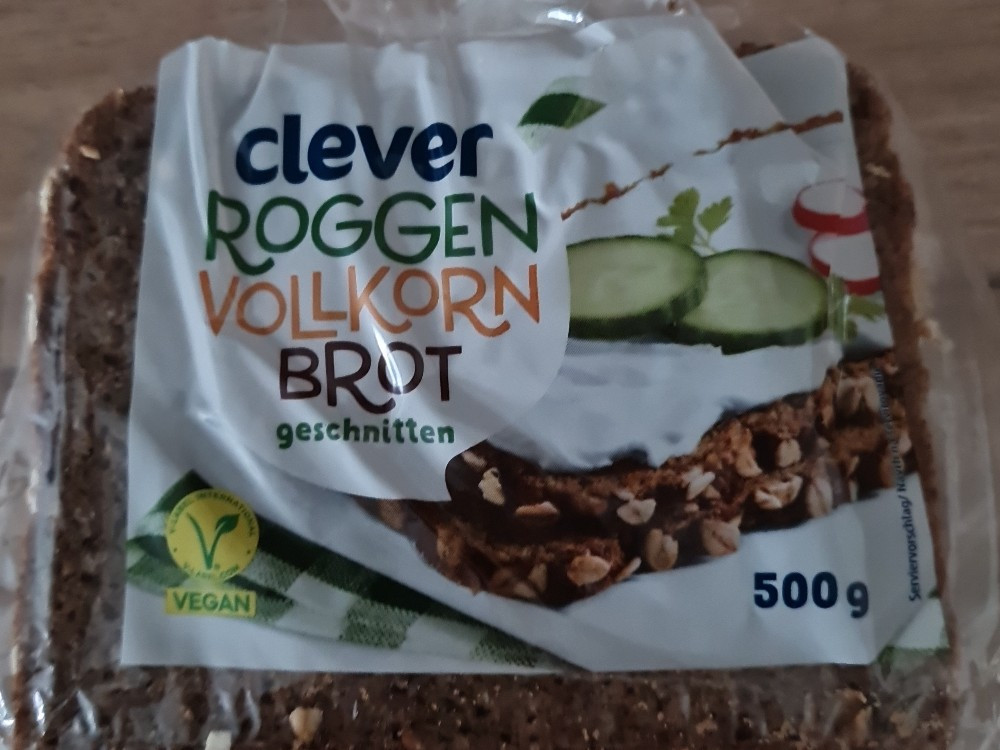 clever
ROGGEN
VOLLKORN
BROT
geschnitten
VEGAN
500 g
Serviervorschlag/